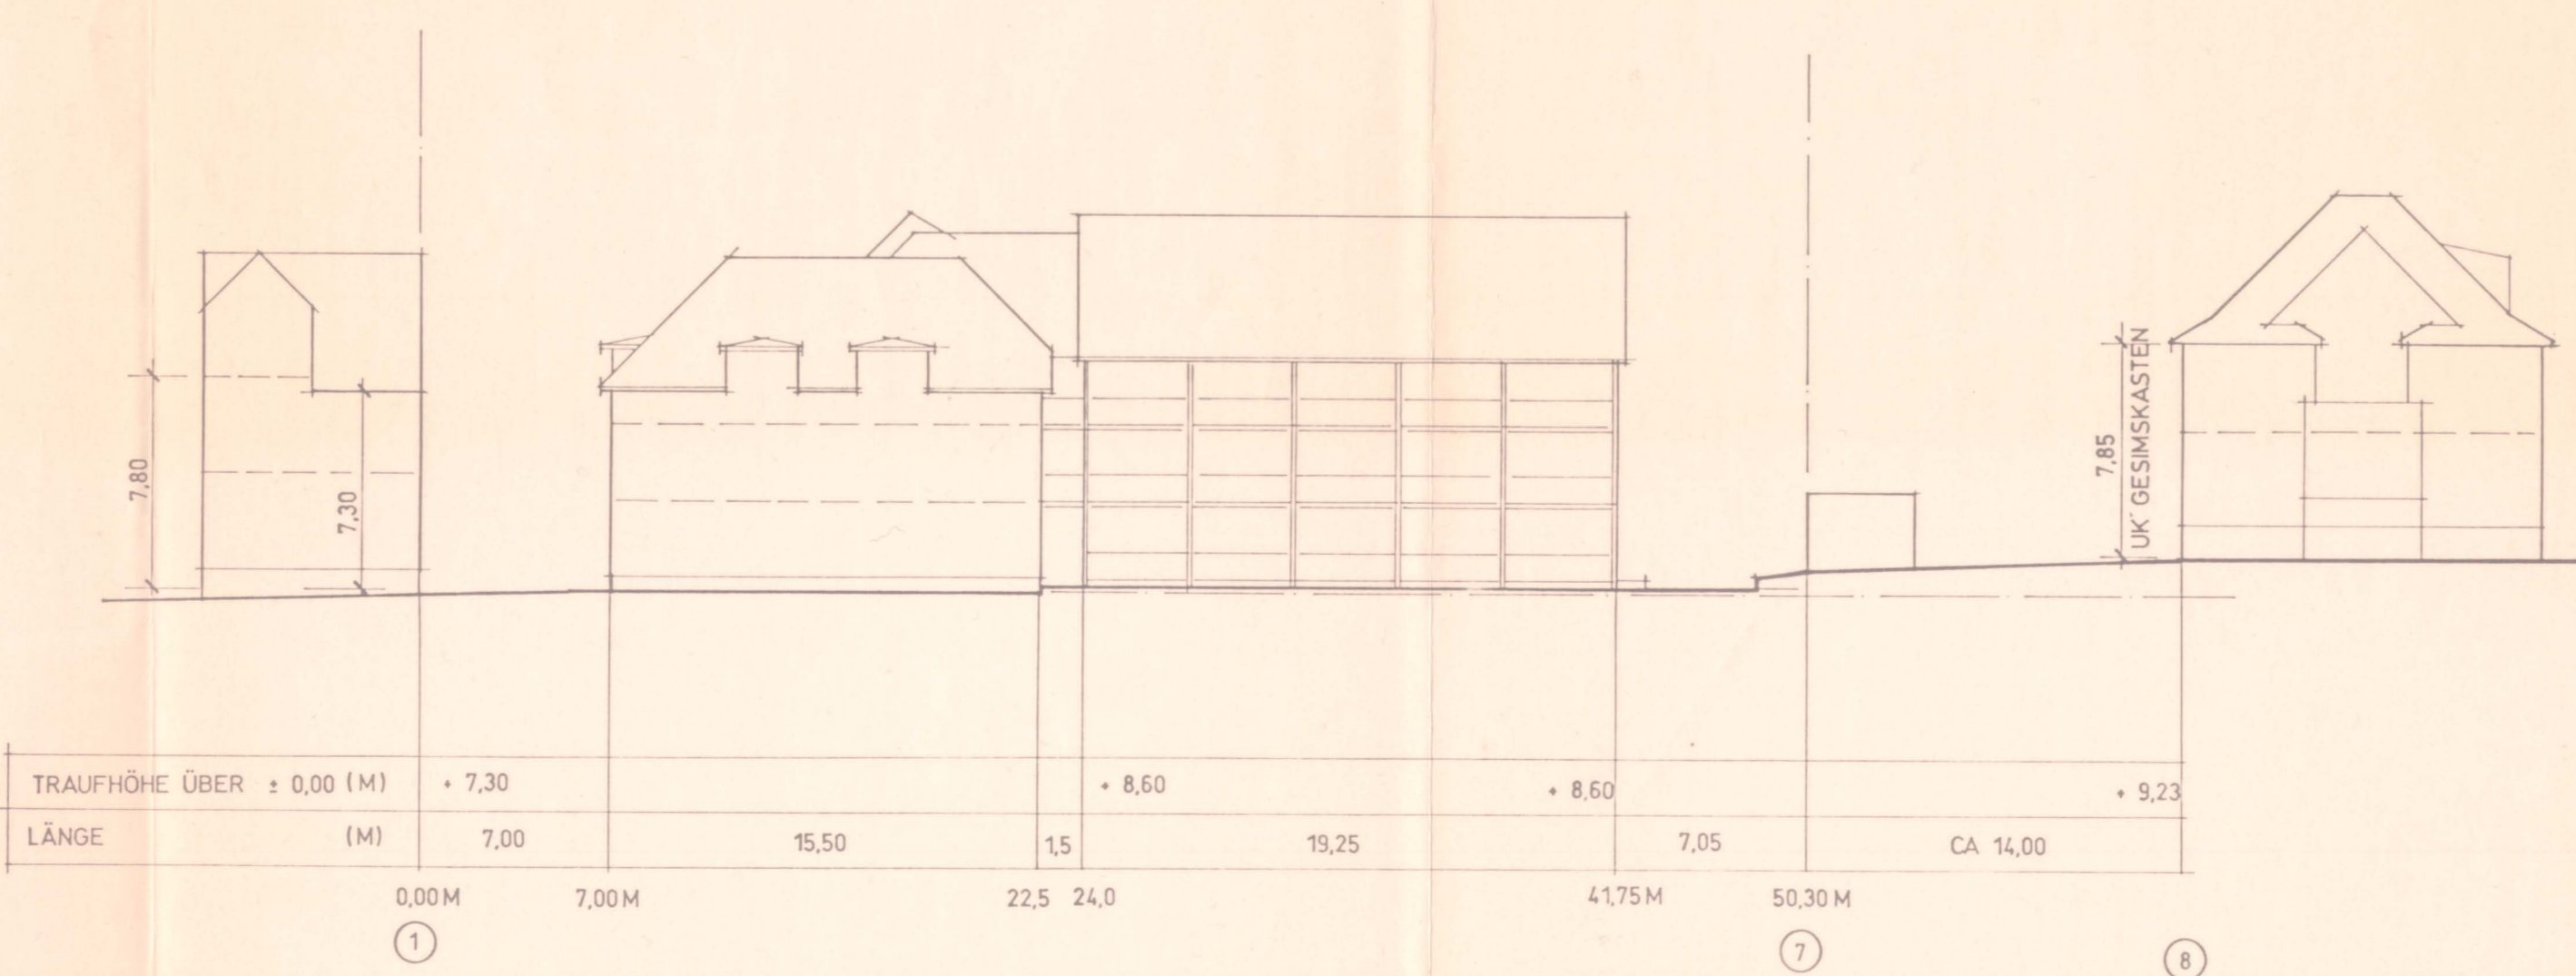 7,80
7,30
7,85
UK GESIMSKASTEN
TRAUFHÖHE ÜBER ± 0,00 (M) + 7,30 + 8,60 + 8,60 + 9,23
LÄNGE (M) 7,00 15,50 1,5 19,25 7,05 CA 14,00
0,00 M 7,00 M 22,5 24,0 41,75 M 50,30 M
1 7 8